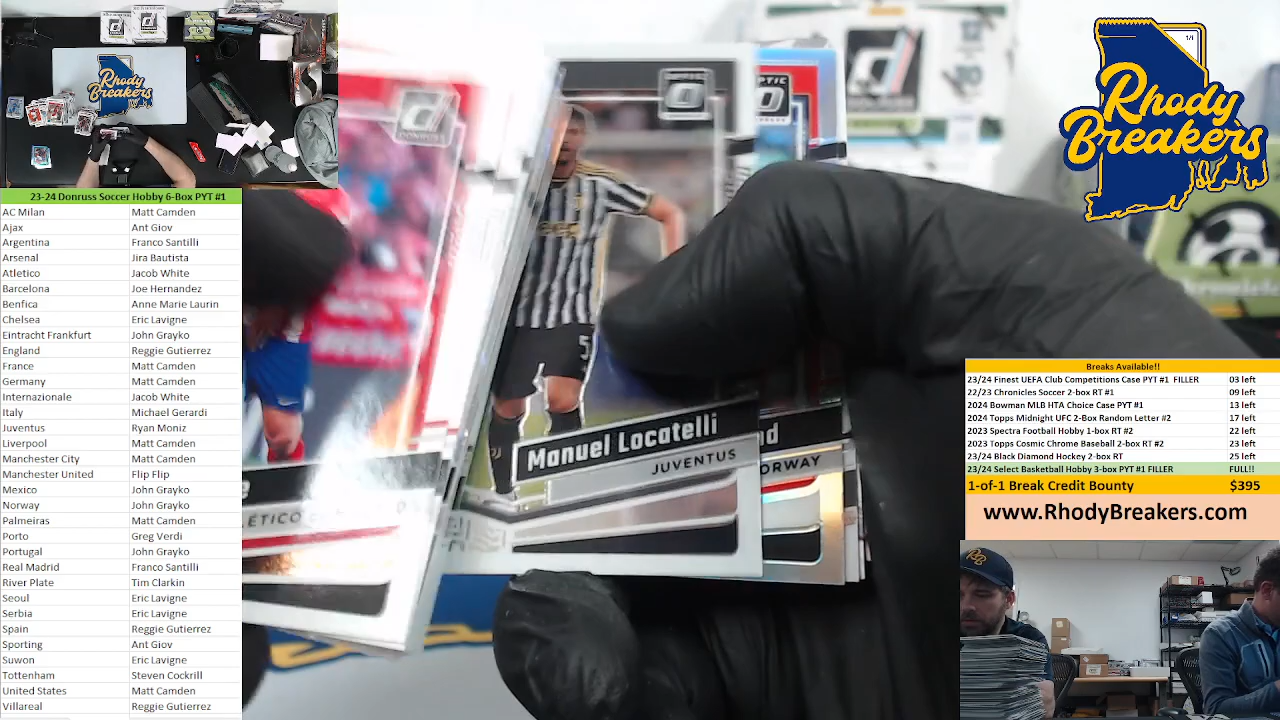 23-24 Donruss Soccer Hobby 6-Box PYT #1
AC Milan Matt Camden
Ajax Ant Giov
Argentina Franco Santilli
Arsenal Jira Bautista
Atletico Jacob White
Barcelona Joe Hernandez
Benfica Anne Marie Laurin
Chelsea Eric Lavigne
Eintracht Frankfurt John Grayko
England Reggie Gutierrez
France Matt Camden
Germany Matt Camden
Internazionale Jacob White
Italy Michael Gerardi
Juventus Ryan Moniz
Liverpool Matt Camden
Manchester City Matt Camden
Manchester United Flip Flip
Mexico John Grayko
Norway John Grayko
Palmeiras Matt Camden
Porto Greg Verdi
Portugal John Grayko
Real Madrid Franco Santilli
River Plate Tim Clarkin
Seoul Eric Lavigne
Serbia Eric Lavigne
Spain Reggie Gutierrez
Sporting Ant Giov
Suwon Eric Lavigne
Tottenham Steven Cockrill
United States Matt Camden
Villareal Reggie Gutierrez
Rhody
Breakers
DONRUSS
OPTIC
5
Manuel Locatelli
JUVENTUS
nd
ORWAY
1/1
Rhody
Breakers
Breaks Available!!
23/24 Finest UEFA Club Competitions Case PYT #1 FILLER 03 left
22/23 Chronicles Soccer 2-box RT #1 09 left
2024 Bowman MLB HTA Choice Case PYT #1 13 left
2024 Topps Midnight UFC 2-Box Random Letter #2 17 left
2023 Spectra Football Hobby 1-box RT #2 22 left
2023 Topps Cosmic Chrome Baseball 2-box RT #2 23 left
23/24 Black Diamond Hockey 2-box RT 25 left
23/24 Select Basketball Hobby 3-box PYT #1 FILLER FULL!!
1-of-1 Break Credit Bounty $395
www.RhodyBreakers.com
RB